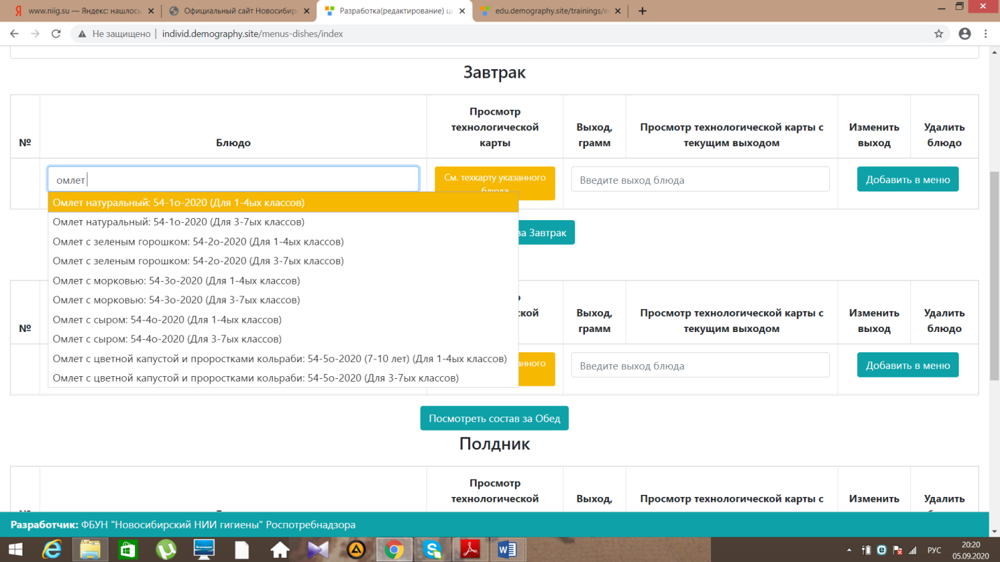 www.niig.su — Яндекс: нашлось
Официальный сайт Новосибир
Разработка(редактирование) ци
edu.demography.site/trainings/e
Не защищено | individ.demography.site/menus-dishes/index
Завтрак
№
Блюдо
Просмотр
технологической
карты
Выход,
грамм
Просмотр технологической карты с
текущим выходом
Изменить
выход
Удалить
блюдо
омлет
См. техкарту указанного
блюда
Введите выход блюда
Добавить в меню
Омлет натуральный: 54-1о-2020 (Для 1-4ых классов)
Омлет натуральный: 54-1о-2020 (Для 3-7ых классов)
Омлет с зеленым горошком: 54-2о-2020 (Для 1-4ых классов)
Омлет с зеленым горошком: 54-2о-2020 (Для 3-7ых классов)
Омлет с морковью: 54-3о-2020 (Для 1-4ых классов)
Омлет с морковью: 54-3о-2020 (Для 3-7ых классов)
Омлет с сыром: 54-4о-2020 (Для 1-4ых классов)
Омлет с сыром: 54-4о-2020 (Для 3-7ых классов)
Омлет с цветной капустой и проростками кольраби: 54-5о-2020 (7-10 лет) (Для 1-4ых классов)
Омлет с цветной капустой и проростками кольраби: 54-5о-2020 (Для 3-7ых классов)
за Завтрак
№
Выход,
грамм
Просмотр технологической карты с
текущим выходом
Изменить
выход
Удалить
блюдо
Введите выход блюда
Добавить в меню
Посмотреть состав за Обед
Полдник
Просмотр
технологической
Выход,
Просмотр технологической карты с
Изменить
Удалить
Разработчик: ФБУН "Новосибирский НИИ гигиены" Роспотребнадзора
РУС
20:20
05.09.2020